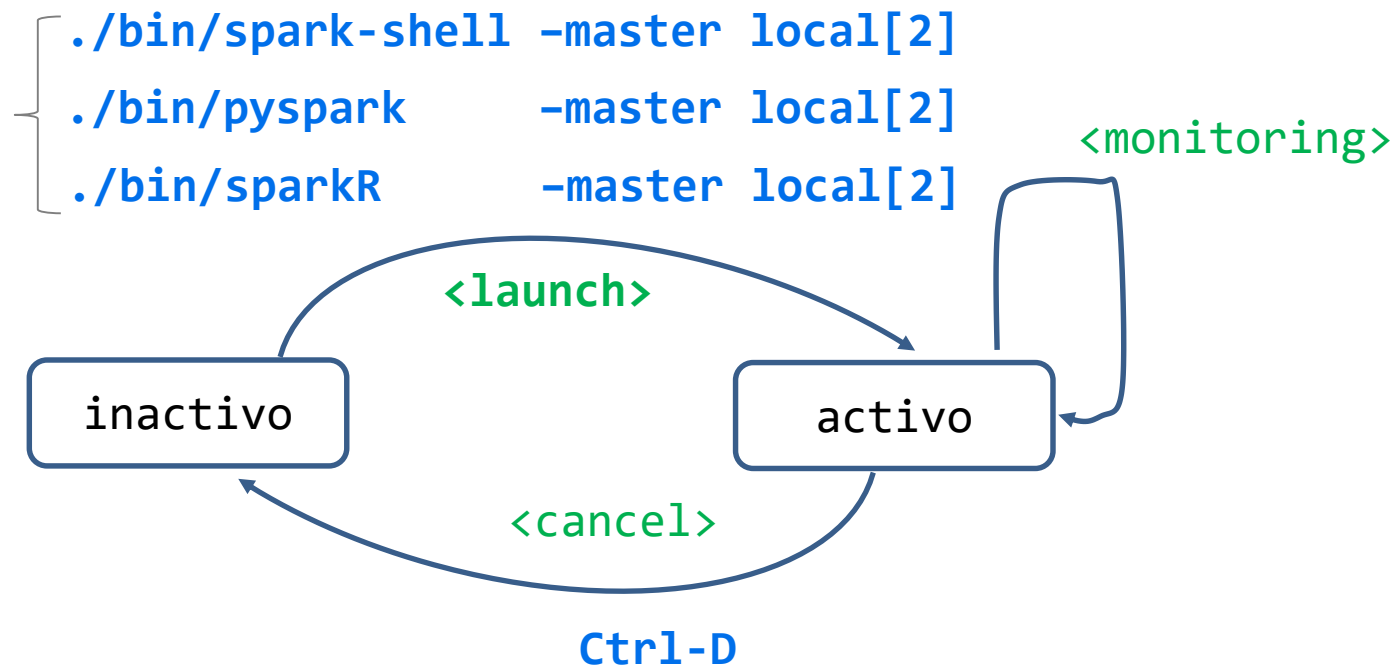 ./bin/spark-shell –master local[2]
./bin/pyspark –master local[2]
./bin/sparkR –master local[2]
<monitoring>
<launch>
inactivo
activo
<cancel>
Ctrl-D